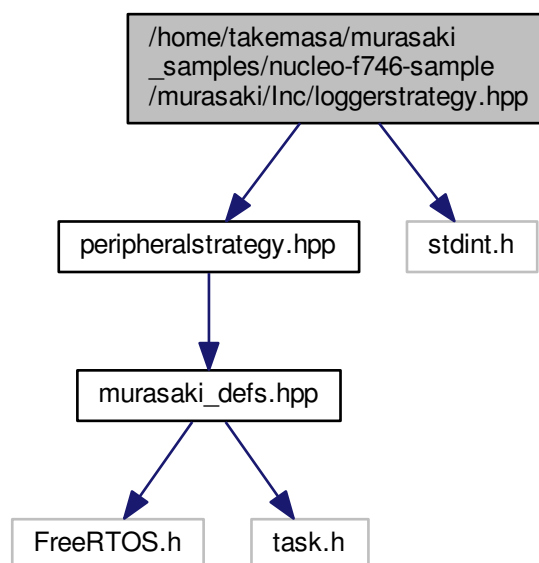 /home/takemasa/murasaki
_samples/nucleo-f746-sample
/murasaki/Inc/loggerstrategy.hpp
peripheralstrategy.hpp
stdint.h
murasaki_defs.hpp
FreeRTOS.h
task.h